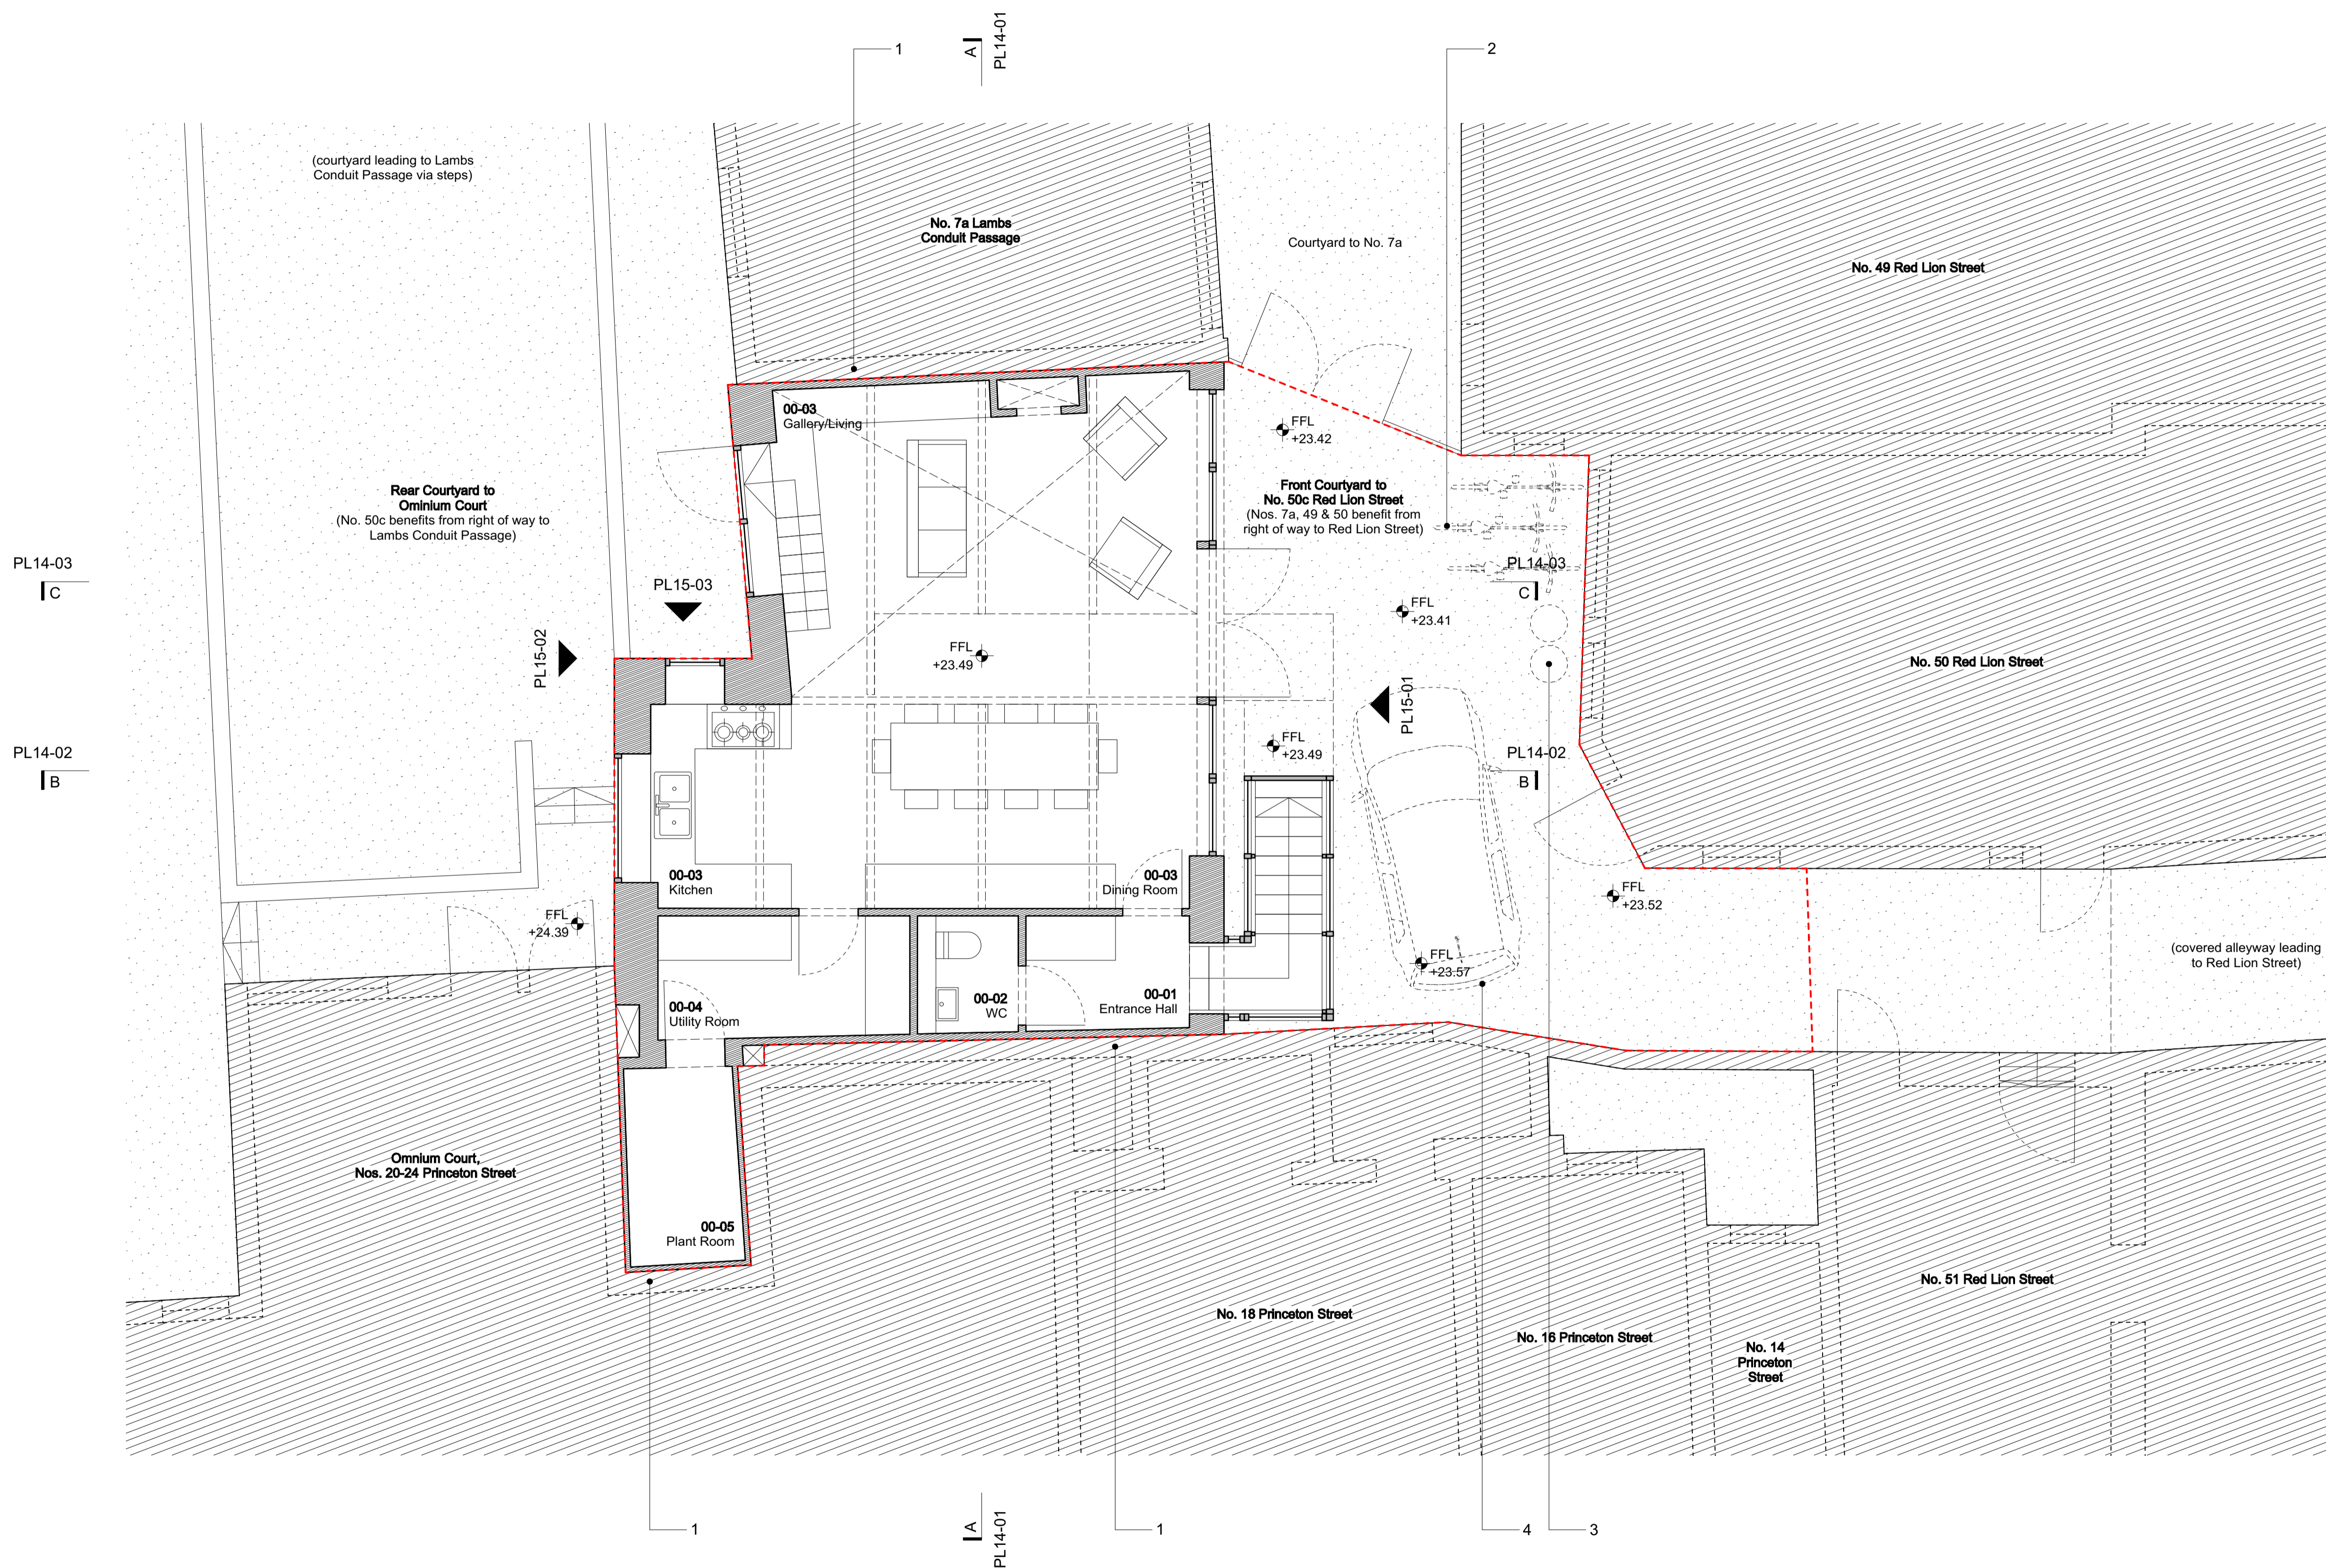 1
A
PL14-01
2
(courtyard leading to Lambs
Conduit Passage via steps)
No. 7a Lambs
Conduit Passage
Courtyard to No. 7a
No. 49 Red Lion Street
00-03
Gallery/Living
FFL
+23.42
Rear Courtyard to
Ominium Court
(No. 50c benefits from right of way to
Lambs Conduit Passage)
Front Courtyard to
No. 50c Red Lion Street
(Nos. 7a, 49 & 50 benefit from
right of way to Red Lion Street)
PL14-03
C
PL15-03
PL14-03
C
FFL
+23.41
PL15-02
FFL
+23.49
No. 50 Red Lion Street
PL15-01
PL14-02
B
FFL
+23.49
PL14-02
B
00-03
Kitchen
00-03
Dining Room
FFL
+23.52
FFL
+24.39
FFL
+23.57
(covered alleyway leading
to Red Lion Street)
00-04
Utility Room
00-02
WC
00-01
Entrance Hall
Omnium Court,
Nos. 20-24 Princeton Street
00-05
Plant Room
No. 51 Red Lion Street
No. 18 Princeton Street
No. 16 Princeton Street
No. 14
Princeton
Street
1
A
PL14-01
1
4
3